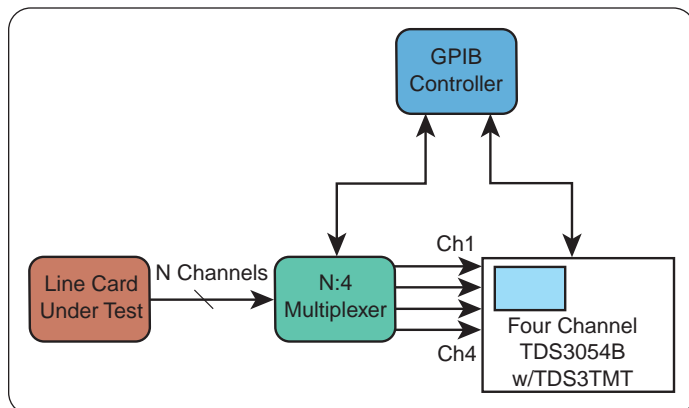 GPIB
Controller
Ch1
N Channels
Line Card
Under Test
N:4
Multiplexer
Ch4
Four Channel
TDS3054B
w/TDS3TMT